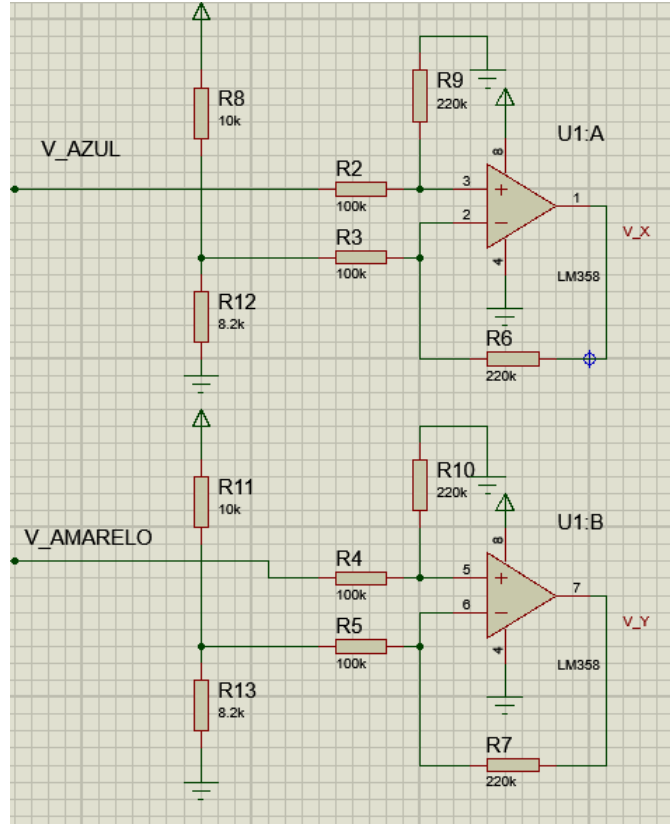 R8
10k
R9
220k
U1:A
V_AZUL
R2
100k
3
8
1
2
V_X
R3
100k
4
LM358
R12
8.2k
R6
220k
R11
10k
R10
220k
U1:B
V_AMARELO
R4
100k
5
8
7
6
V_Y
R5
100k
4
LM358
R13
8.2k
R7
220k